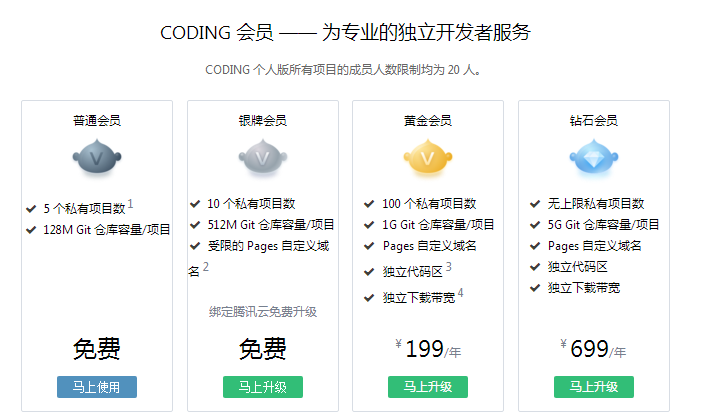 CODING 会员 —— 为专业的独立开发者服务
CODING 个人版所有项目的成员人数限制均为 20 人。
普通会员
V
5 个私有项目数 1
128M Git 仓库容量/项目
免费
马上使用
银牌会员
V
10 个私有项目数
512M Git 仓库容量/项目
受限的 Pages 自定义域
名 2
绑定腾讯云免费升级
免费
马上升级
黄金会员
V
100 个私有项目数
1G Git 仓库容量/项目
Pages 自定义域名
独立代码区 3
独立下载带宽 4
¥ 199/年
马上升级
钻石会员
无上限私有项目数
5G Git 仓库容量/项目
Pages 自定义域名
独立代码区
独立下载带宽
¥ 699/年
马上升级